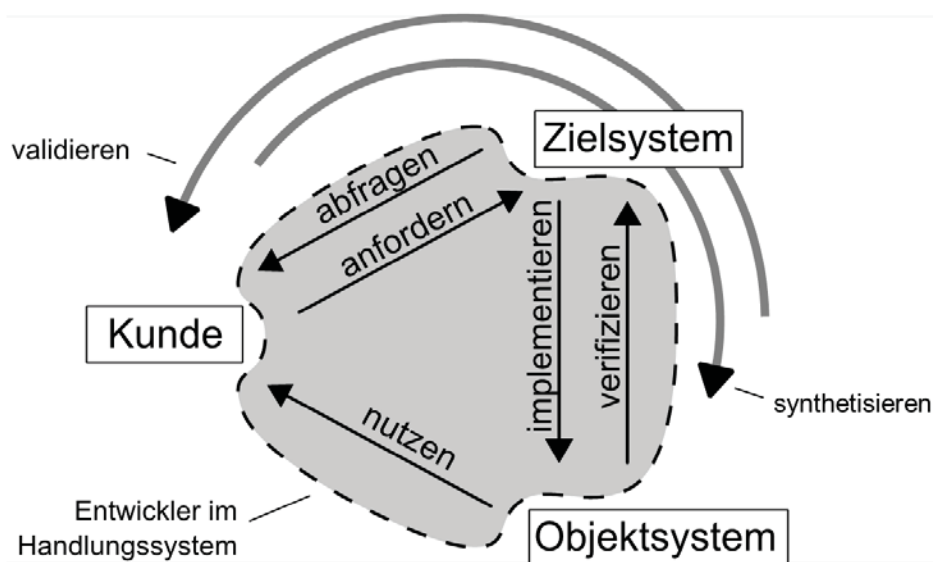 validieren
Zielsystem
abfragen
anfordern
implementieren
verifizieren
Kunde
synthetisieren
nutzen
Entwickler im
Handlungssystem
Objektsystem